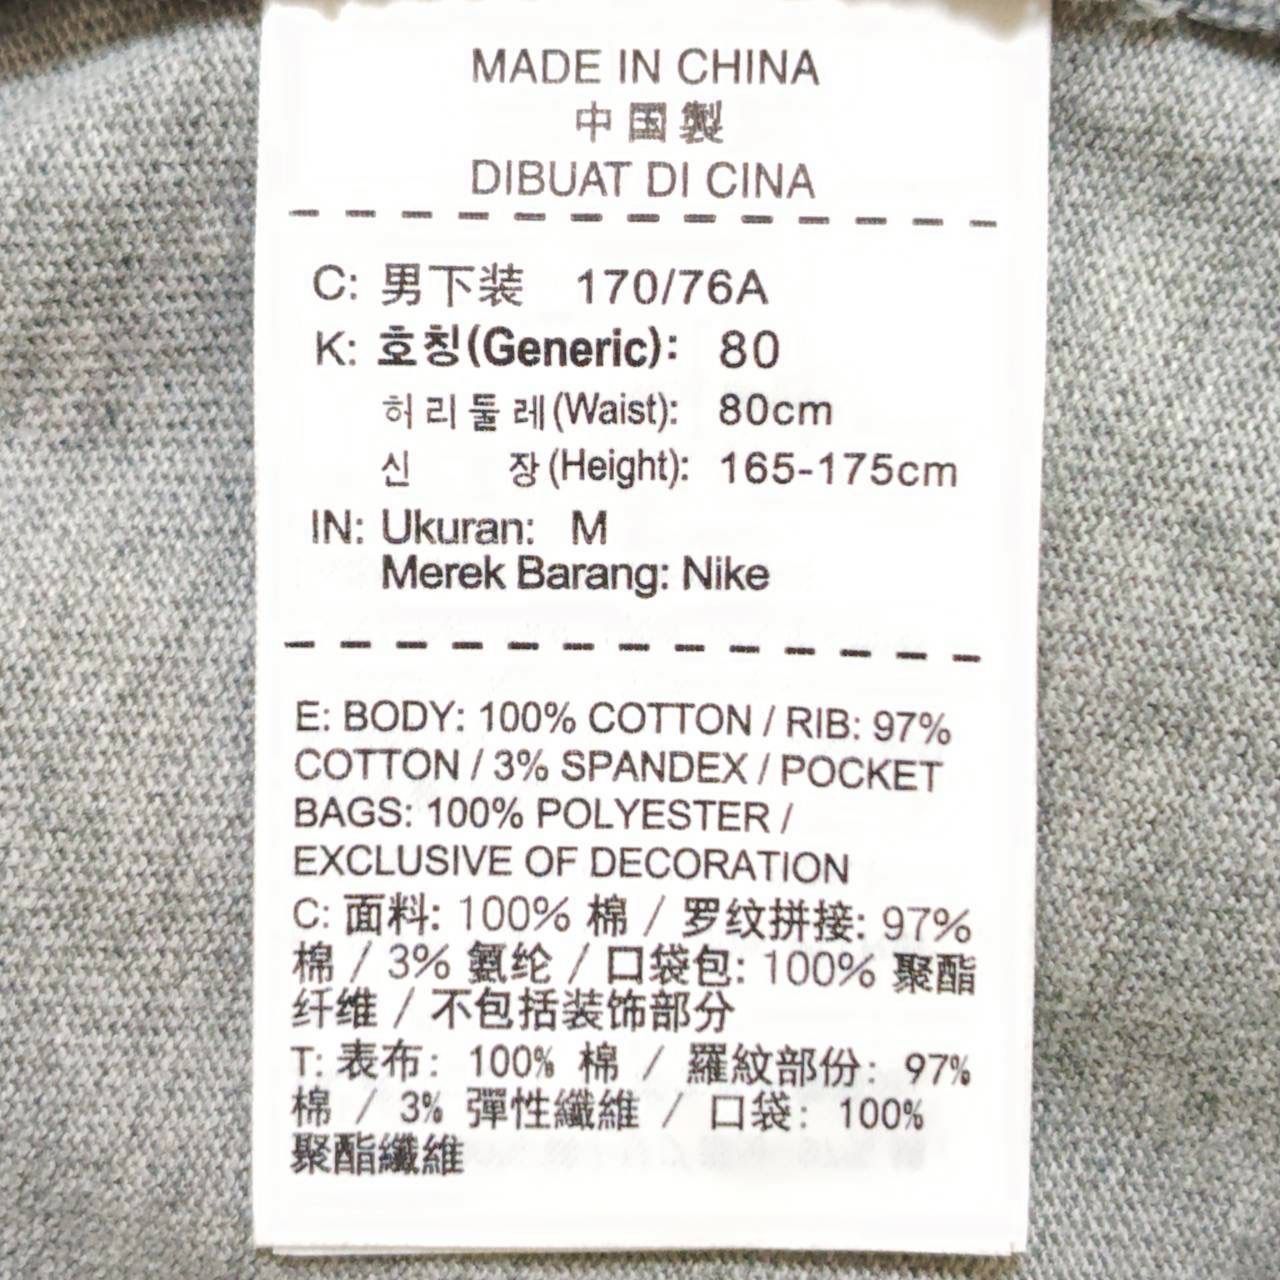 MADE IN CHINA
中国製
DIBUAT DI CINA
C: 男下装 170/76A
K: 호칭(Generic): 80
허리둘레(Waist): 80cm
신 장(Height): 165-175cm
IN: Ukuran: M
Merek Barang: Nike
E: BODY: 100% COTTON / RIB: 97%
COTTON / 3% SPANDEX / POCKET
BAGS: 100% POLYESTER /
EXCLUSIVE OF DECORATION
C: 面料: 100% 棉 / 罗纹拼接: 97%
棉 / 3% 氨纶 / 口袋包: 100% 聚酯
纤维 / 不包括装饰部分
T: 表布: 100% 棉 / 羅紋部份: 97%
棉 / 3% 彈性纖維 / 口袋: 100%
聚酯纖維